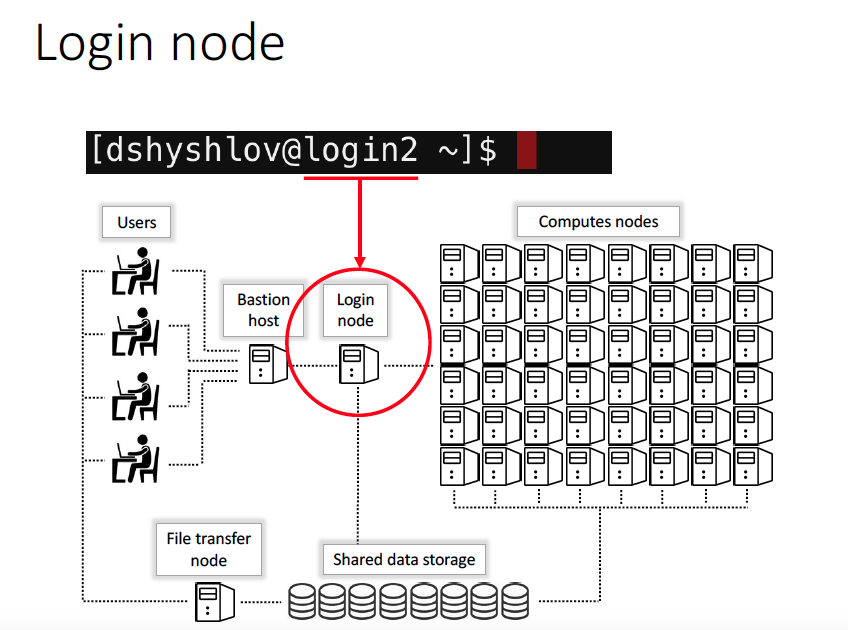 Login node
[dshyshlov@login2 ~]$
Users
Computes nodes
Bastion
host
Login
node
File transfer
node
Shared data storage